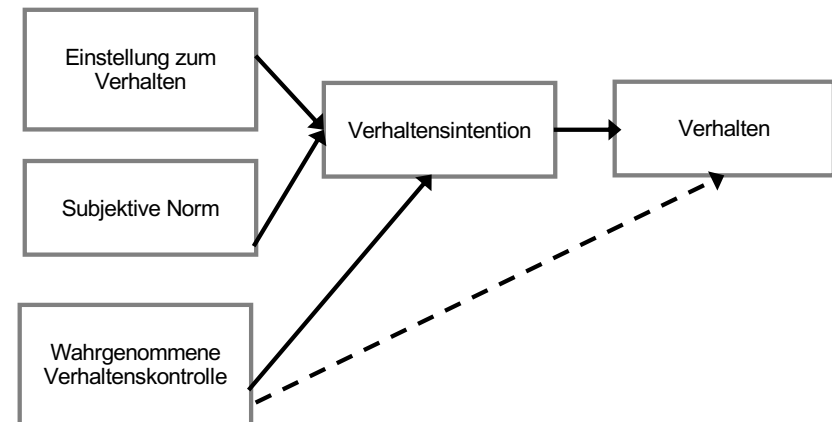 Einstellung zum
Verhalten
Verhaltensintention
Verhalten
Subjektive Norm
Wahrgenommene
Verhaltenskontrolle